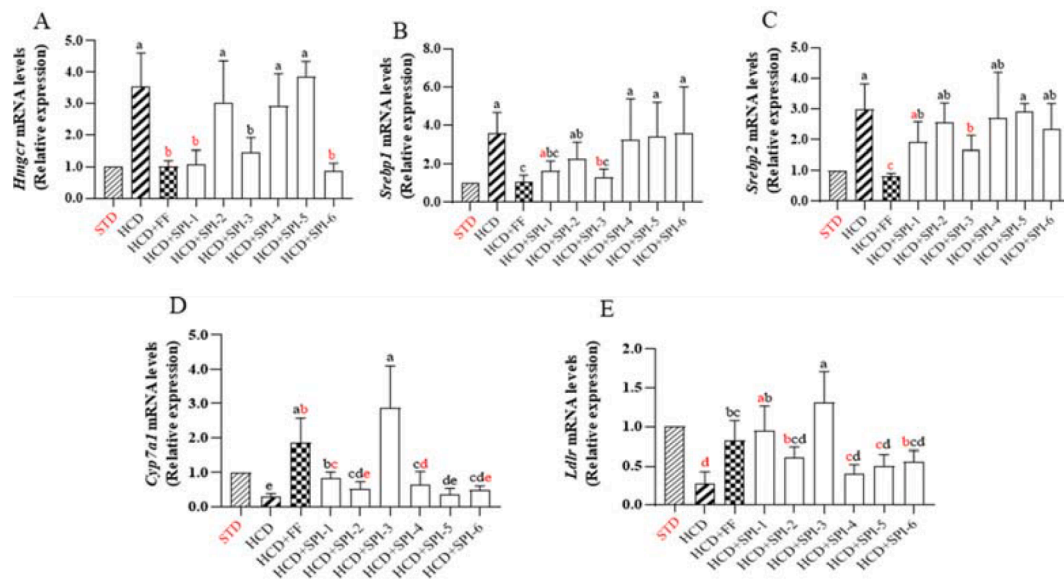 A
Hmgcr mRNA levels
(Relative expression)
5.0
4.0
3.0
2.0
1.0
0.0
a
b
b
a
b
a
a
b
STD
HCD
HCD+FF
HCD+SPI-1
HCD+SPI-2
HCD+SPI-3
HCD+SPI-4
HCD+SPI-5
HCD+SPI-6
B
Srebp1 mRNA levels
(Relative expression)
8.0
6.0
4.0
2.0
0.0
a
c
abc
ab
bc
a
a
a
STD
HCD
HCD+FF
HCD+SPI-1
HCD+SPI-2
HCD+SPI-3
HCD+SPI-4
HCD+SPI-5
HCD+SPI-6
C
Srebp2 mRNA levels
(Relative expression)
5.0
4.0
3.0
2.0
1.0
0.0
a
c
ab
ab
b
ab
a
ab
STD
HCD
HCD+FF
HCD+SPI-1
HCD+SPI-2
HCD+SPI-3
HCD+SPI-4
HCD+SPI-5
HCD+SPI-6
D
Cyp7a1 mRNA levels
(Relative expression)
5.0
4.0
3.0
2.0
1.0
0.0
e
ab
bc
cde
a
cd
de
cde
STD
HCD
HCD+FF
HCD+SPI-1
HCD+SPI-2
HCD+SPI-3
HCD+SPI-4
HCD+SPI-5
HCD+SPI-6
E
Ldlr mRNA levels
(Relative expression)
2.0
1.5
1.0
0.5
0.0
d
bc
ab
bcd
a
cd
cd
bcd
STD
HCD
HCD+FF
HCD+SPI-1
HCD+SPI-2
HCD+SPI-3
HCD+SPI-4
HCD+SPI-5
HCD+SPI-6